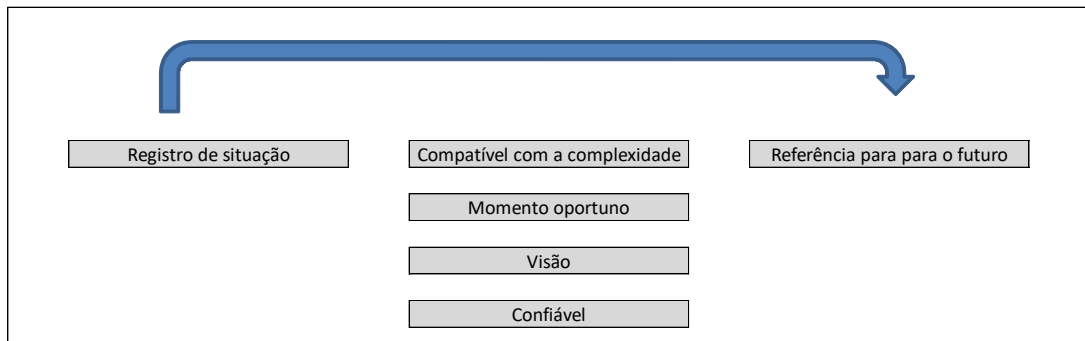 Registro de situação
Compatível com a complexidade
Referência para para o futuro
Momento oportuno
Visão
Confiável